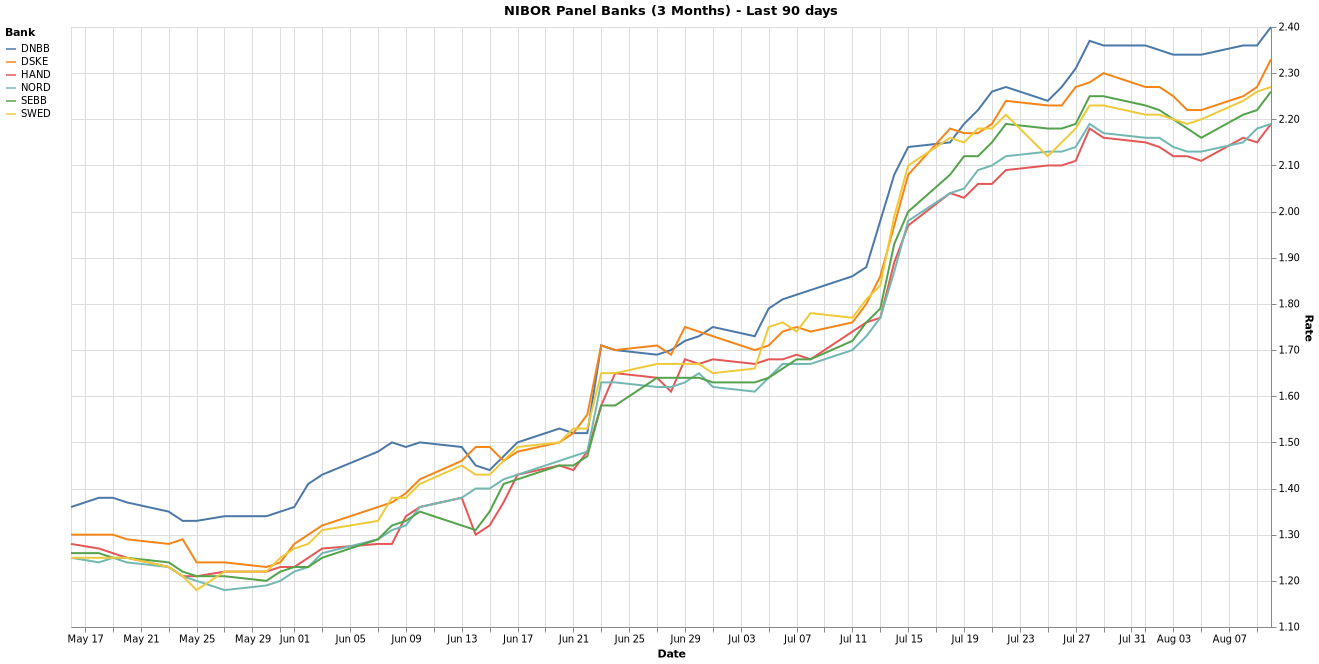 NIBOR Panel Banks (3 Months) - Last 90 days
Bank
DNBB
DSKE
HAND
NORD
SEBB
SWED
2.40
2.30
2.20
2.10
2.00
1.90
1.80
1.70
1.60
1.50
1.40
1.30
1.20
1.10
Rate
May 17 May 21 May 25 May 29 Jun 01 Jun 05 Jun 09 Jun 13 Jun 17 Jun 21 Jun 25 Jun 29 Jul 03 Jul 07 Jul 11 Jul 15 Jul 19 Jul 23 Jul 27 Jul 31 Aug 03 Aug 07
Date